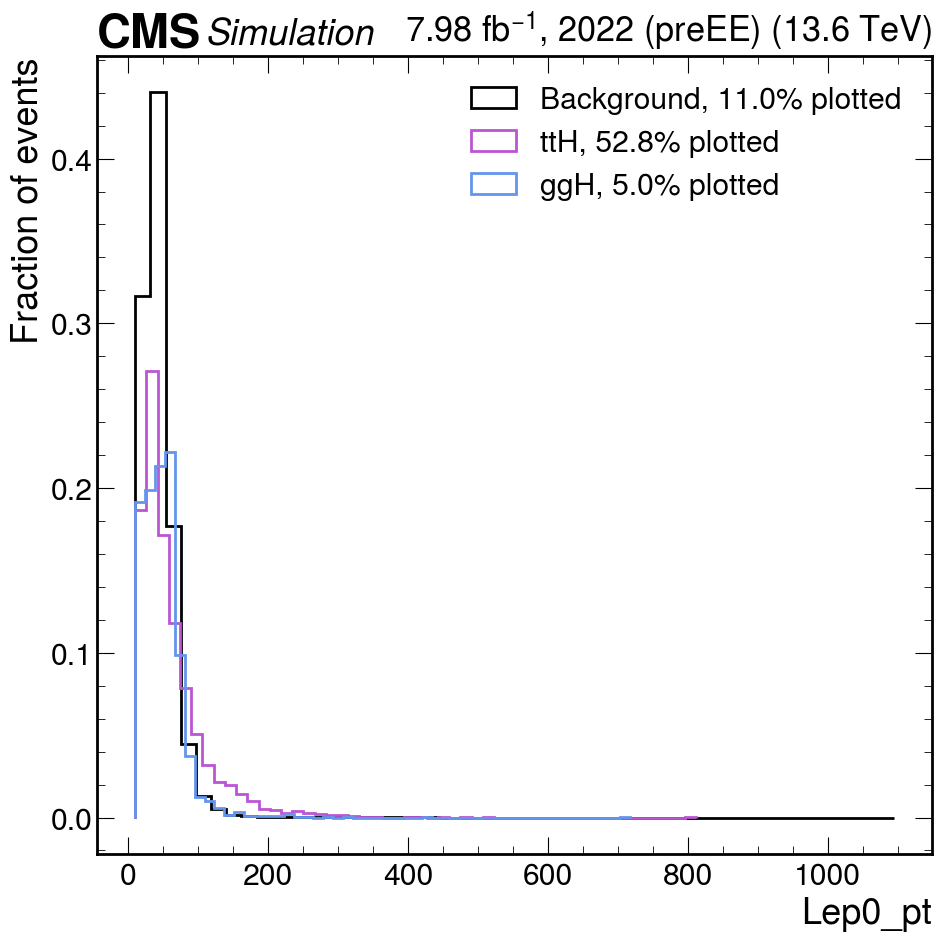 CMS Simulation 7.98 fb⁻¹, 2022 (preEE) (13.6 TeV)
Background, 11.0% plotted
ttH, 52.8% plotted
ggH, 5.0% plotted
Fraction of events
0.4
0.3
0.2
0.1
0.0
0 200 400 600 800 1000
Lep0_pt